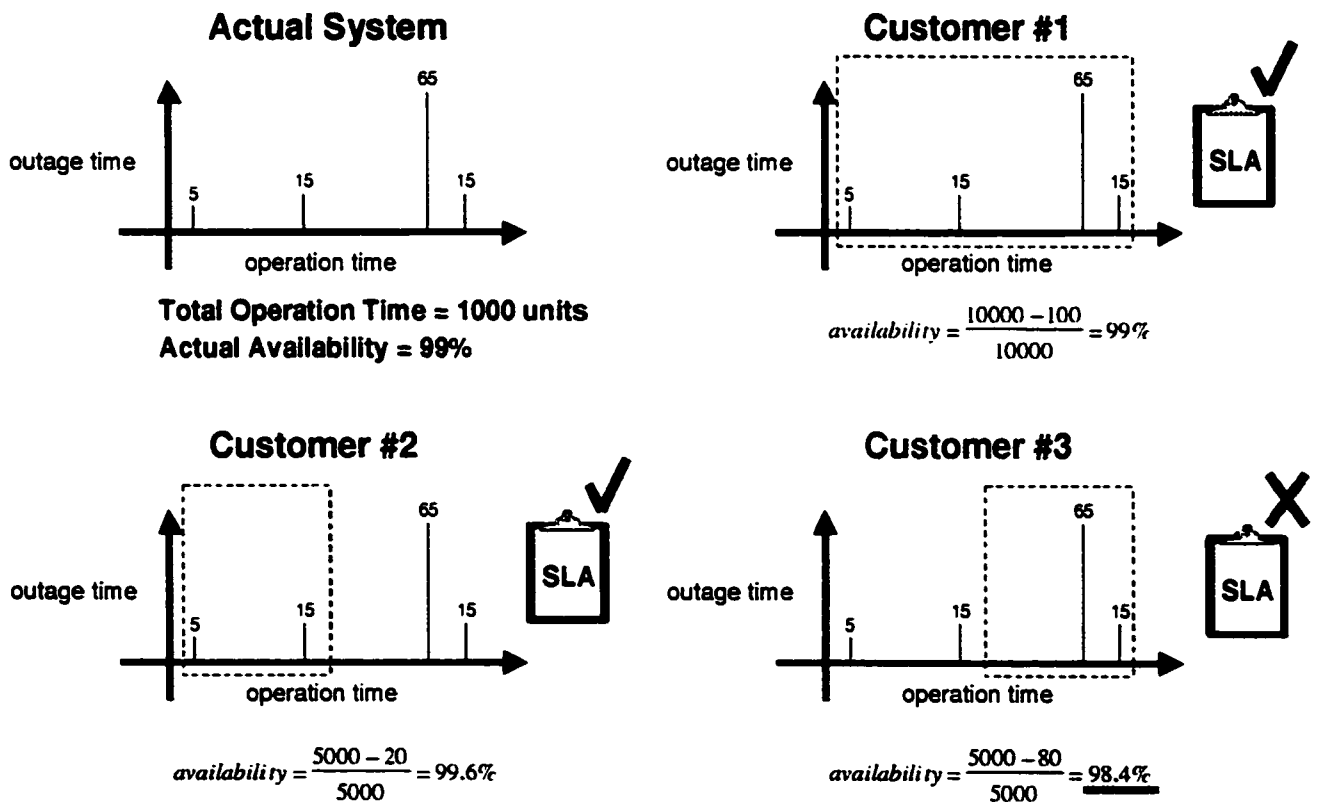 Actual System
65
outage time
5
15
15
operation time
Total Operation Time = 1000 units
Actual Availability = 99%
Customer #1
65
outage time
5
15
15
operation time
SLA
availability = 10000 – 100 / 10000 = 99%
Customer #2
65
outage time
5
15
15
operation time
SLA
availability = 5000 – 20 / 5000 = 99.6%
Customer #3
65
outage time
5
15
15
operation time
SLA
availability = 5000 – 80 / 5000 = 98.4%